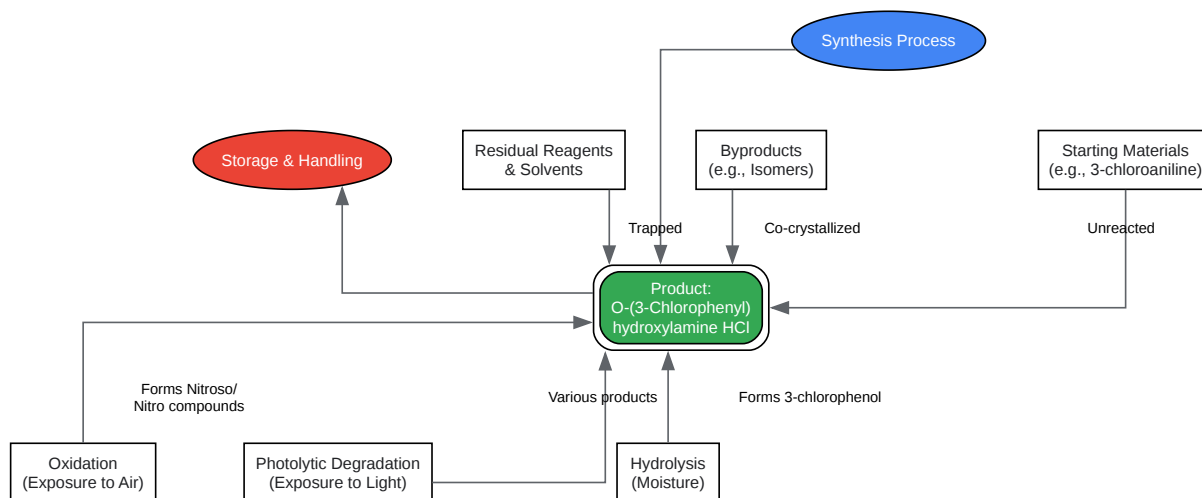 Synthesis Process
Storage & Handling
Residual Reagents
& Solvents
Byproducts
(e.g., Isomers)
Starting Materials
(e.g., 3-chloroaniline)
Trapped
Co-crystallized
Unreacted
Product:
O-(3-Chlorophenyl)
hydroxylamine HCl
Forms Nitroso/
Nitro compounds
Various products
Forms 3-chlorophenol
Oxidation
(Exposure to Air)
Photolytic Degradation
(Exposure to Light)
Hydrolysis
(Moisture)